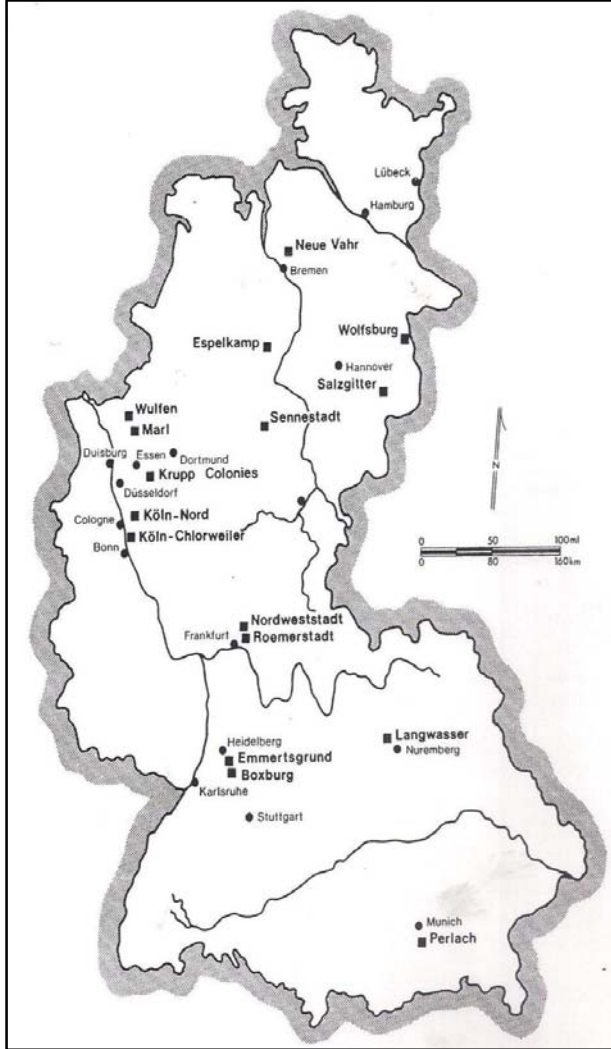 Lübeck
Hamburg
Neue Vahr
Bremen
Wolfsburg
Espelkamp
Hannover
Salzgitter
Wulfen
Sennestadt
Marl
Duisburg
Essen
Dortmund
Krupp Colonies
Düsseldorf
N
Köln-Nord
Cologne
Köln-Chlorweiler
Bonn
0 50 100ml
0 80 160km
Nordweststadt
Frankfurt
Roemerstadt
Langwasser
Heidelberg
Nuremberg
Emmertsgrund
Boxburg
Karlsruhe
Stuttgart
Munich
Perlach